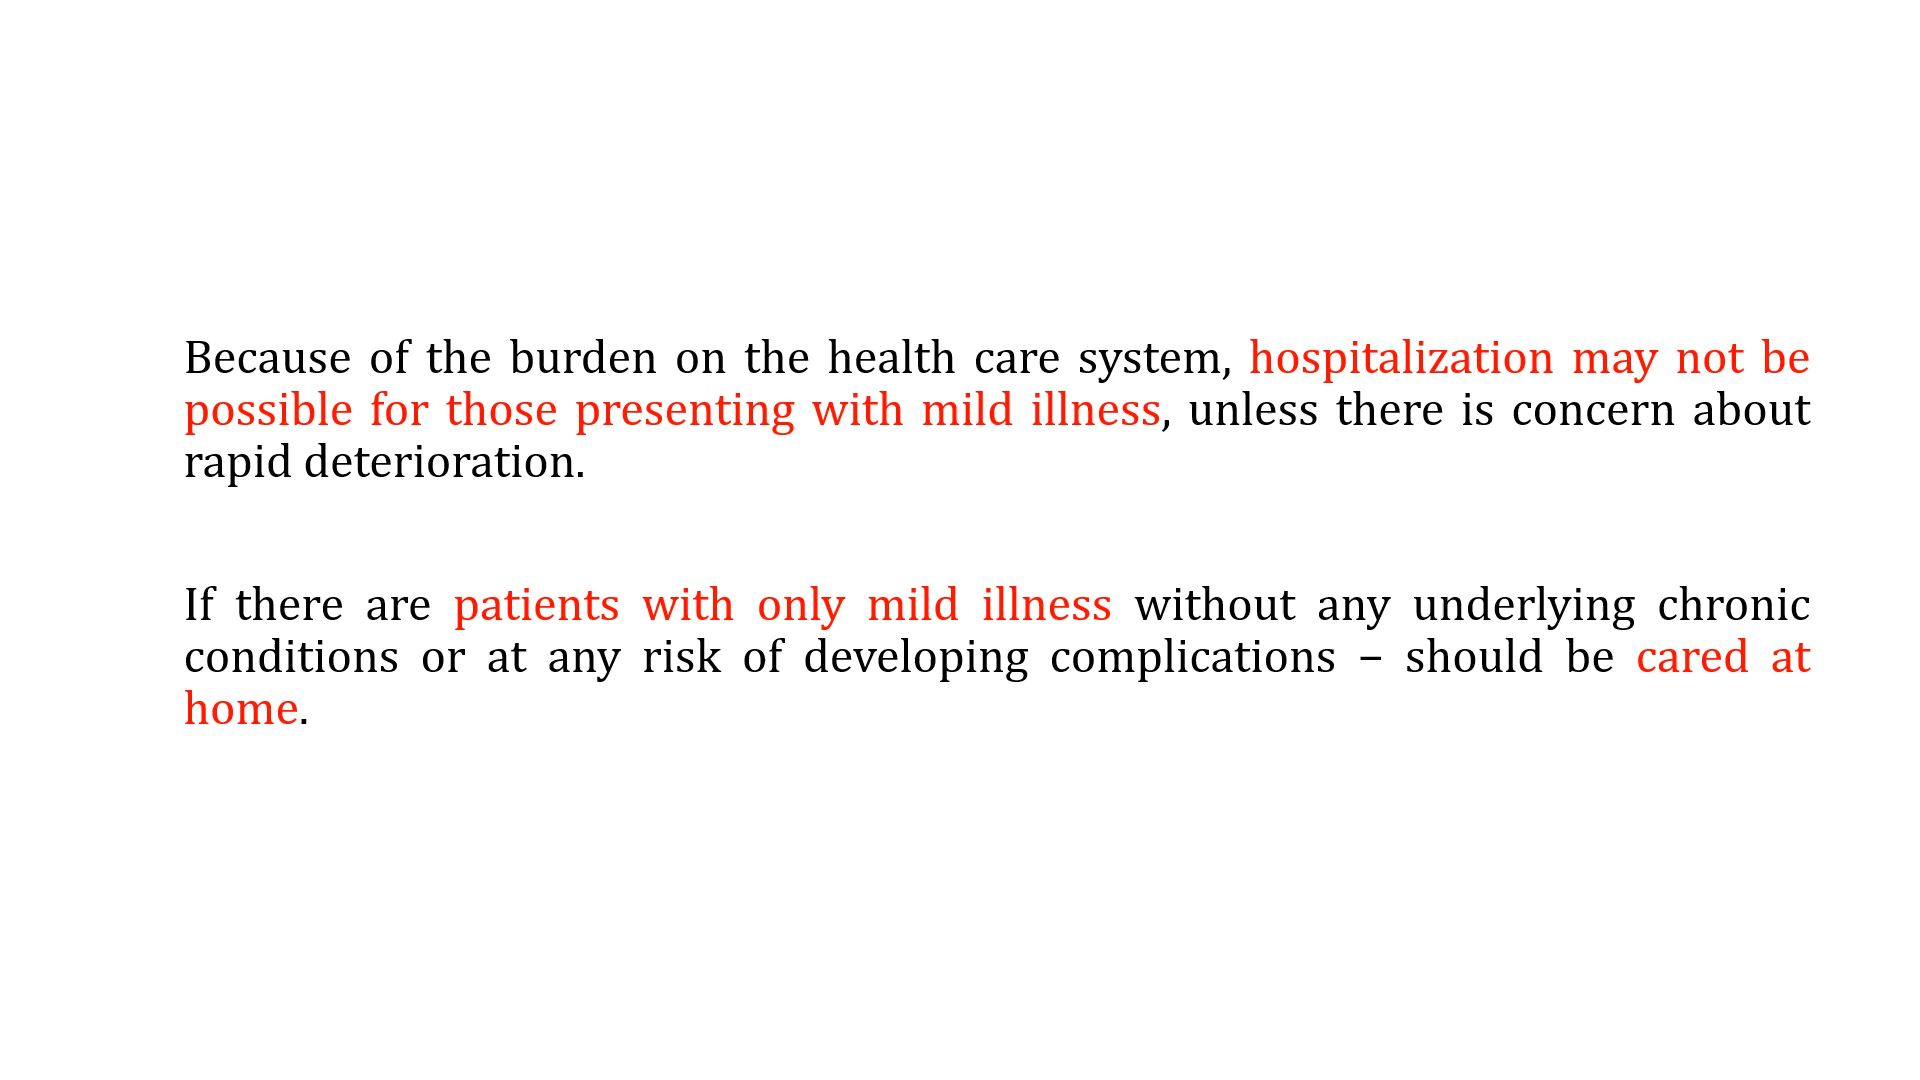 Because of the burden on the health care system, hospitalization may not be
possible for those presenting with mild illness, unless there is concern about
rapid deterioration.
If there are patients with only mild illness without any underlying chronic
conditions or at any risk of developing complications – should be cared at
home.